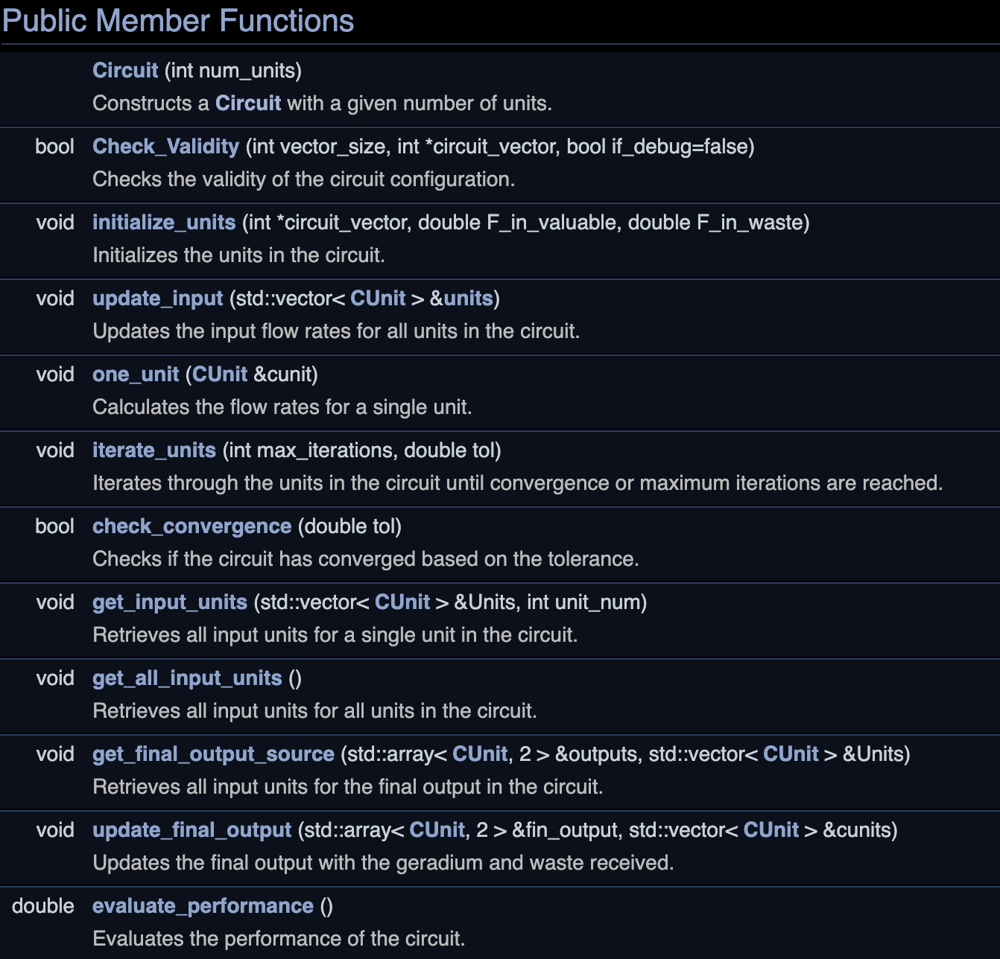 Public Member Functions
Circuit (int num_units)
Constructs a Circuit with a given number of units.
bool Check_Validity (int vector_size, int *circuit_vector, bool if_debug=false)
Checks the validity of the circuit configuration.
void initialize_units (int *circuit_vector, double F_in_valuable, double F_in_waste)
Initializes the units in the circuit.
void update_input (std::vector< CUnit > &units)
Updates the input flow rates for all units in the circuit.
void one_unit (CUnit &cunit)
Calculates the flow rates for a single unit.
void iterate_units (int max_iterations, double tol)
Iterates through the units in the circuit until convergence or maximum iterations are reached.
bool check_convergence (double tol)
Checks if the circuit has converged based on the tolerance.
void get_input_units (std::vector< CUnit > &Units, int unit_num)
Retrieves all input units for a single unit in the circuit.
void get_all_input_units ()
Retrieves all input units for all units in the circuit.
void get_final_output_source (std::array< CUnit, 2 > &outputs, std::vector< CUnit > &Units)
Retrieves all input units for the final output in the circuit.
void update_final_output (std::array< CUnit, 2 > &fin_output, std::vector< CUnit > &cunits)
Updates the final output with the geradium and waste received.
double evaluate_performance ()
Evaluates the performance of the circuit.